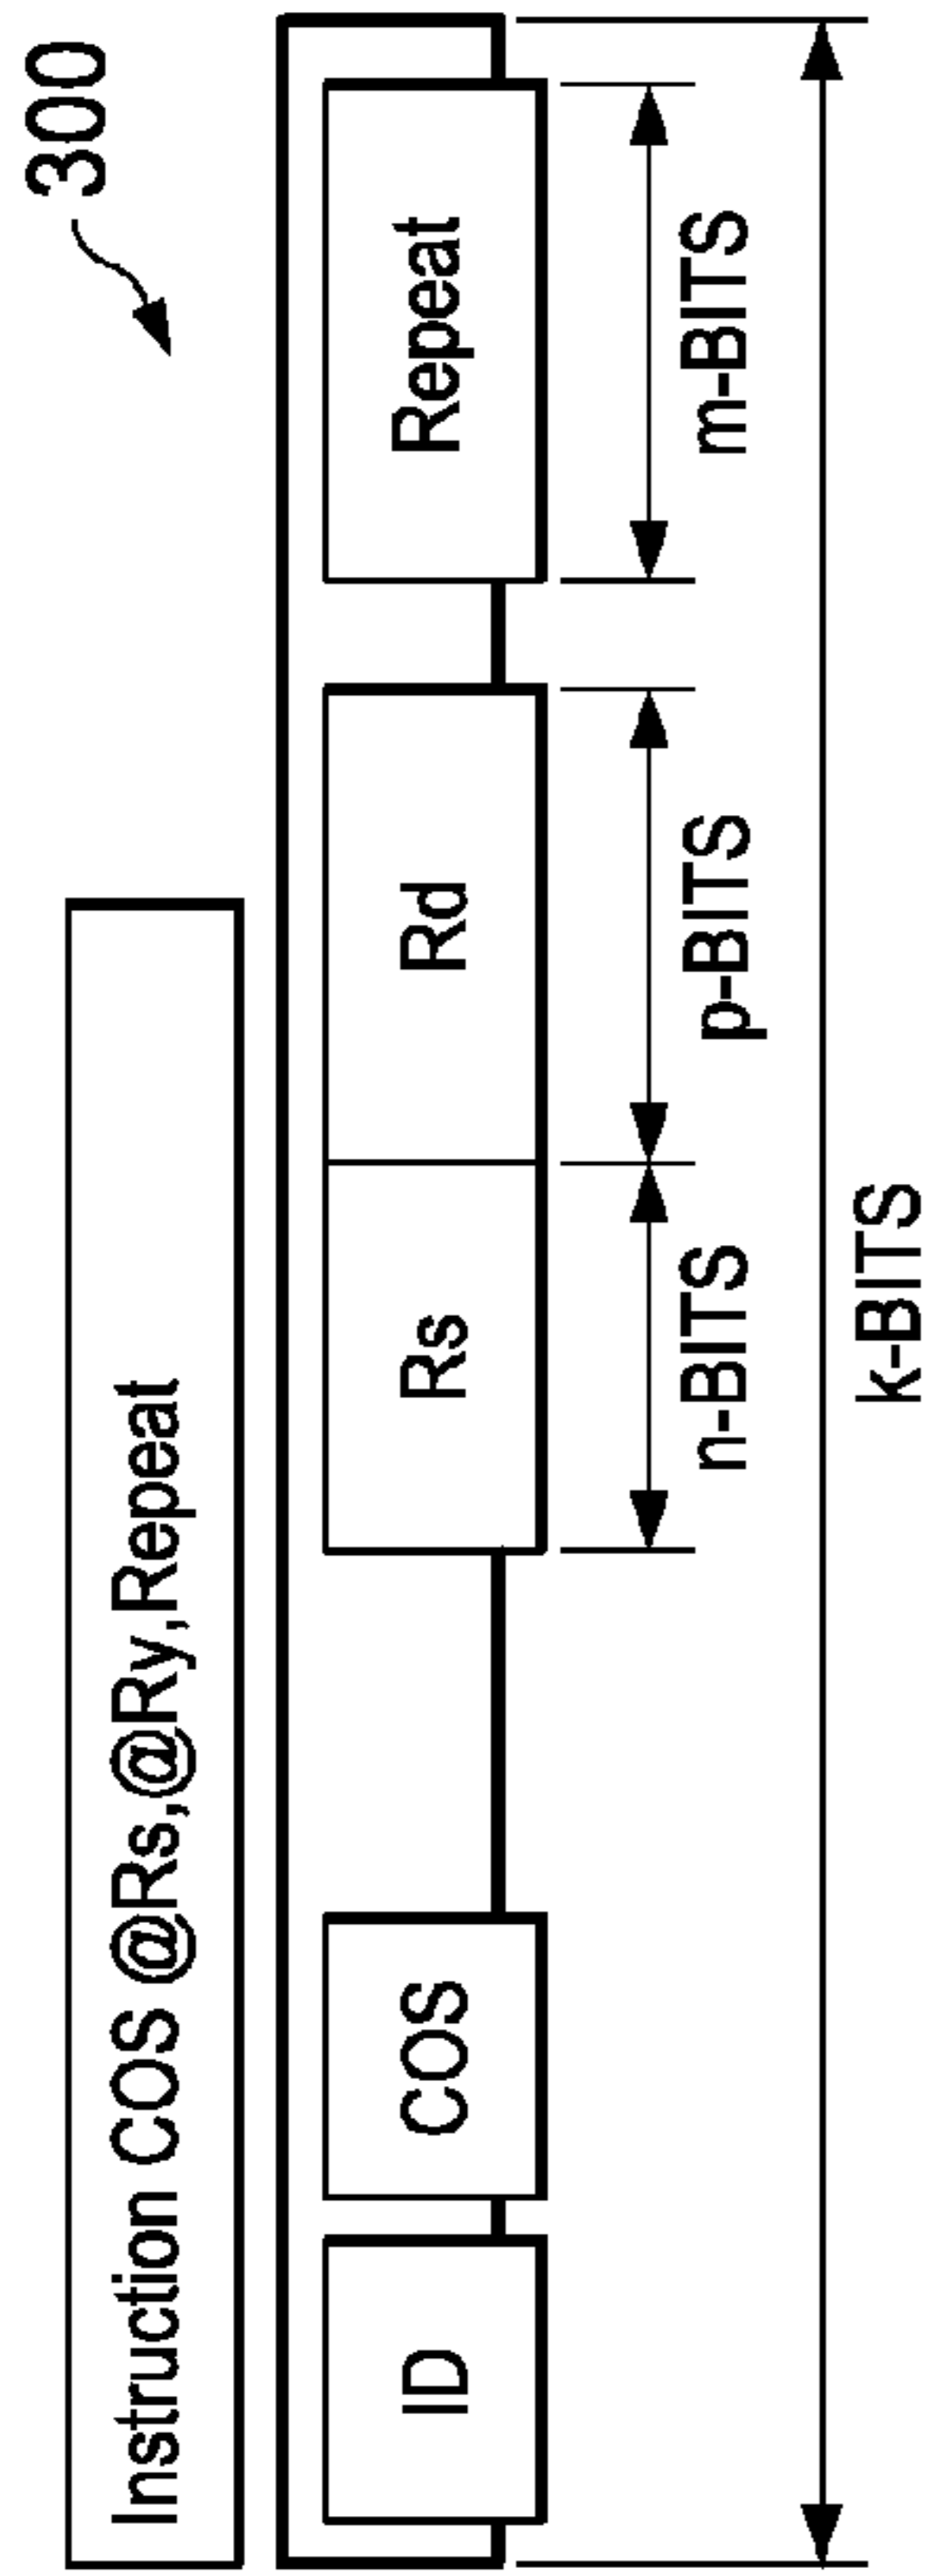 300
Instruction COS @Rs,@Ry,Repeat
ID COS Rs Rd Repeat
n-BITS p-BITS m-BITS
k-BITS